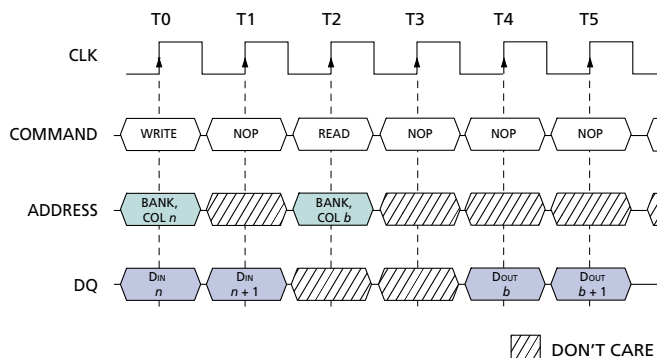 T0 T1 T2 T3 T4 T5
CLK
COMMAND WRITE NOP READ NOP NOP NOP
ADDRESS BANK, COL n BANK, COL b
DQ DIN n DIN n + 1 DOUT b DOUT b + 1
DON'T CARE